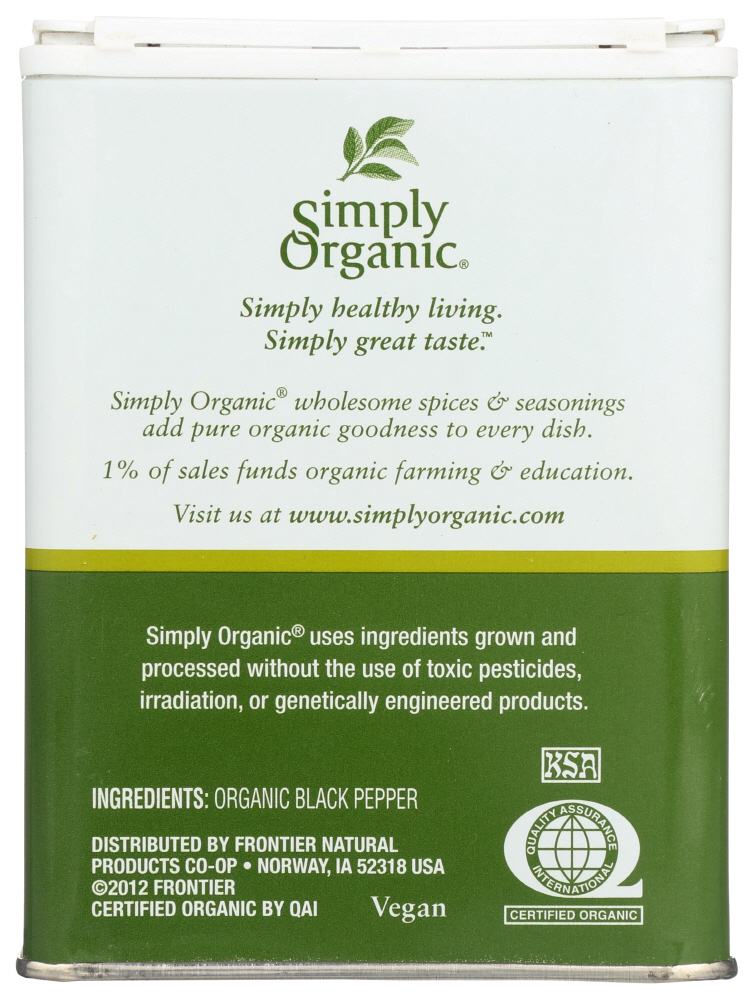 Simply
Organic®
Simply healthy living.
Simply great taste.™
Simply Organic® wholesome spices & seasonings
add pure organic goodness to every dish.
1% of sales funds organic farming & education.
Visit us at www.simplyorganic.com
Simply Organic® uses ingredients grown and
processed without the use of toxic pesticides,
irradiation, or genetically engineered products.
KSA
INGREDIENTS: ORGANIC BLACK PEPPER
QUALITY ASSURANCE
INTERNATIONAL
DISTRIBUTED BY FRONTIER NATURAL
PRODUCTS CO-OP • NORWAY, IA 52318 USA
©2012 FRONTIER
CERTIFIED ORGANIC BY QAI
Vegan
CERTIFIED ORGANIC